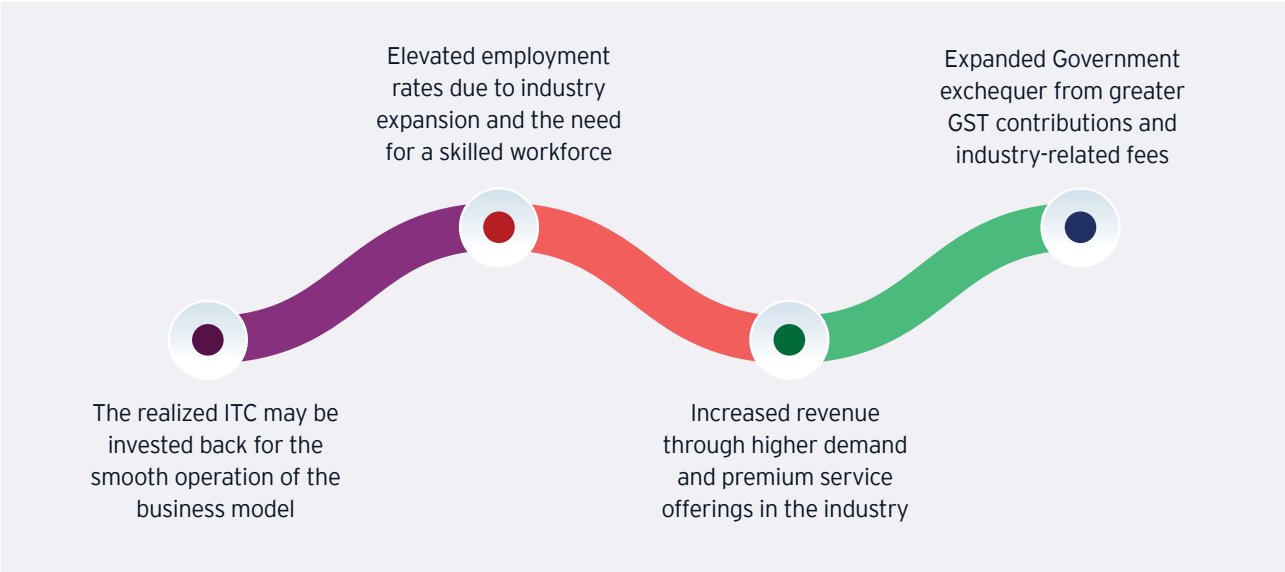 The realized ITC may be
invested back for the
smooth operation of the
business model
Elevated employment
rates due to industry
expansion and the need
for a skilled workforce
Increased revenue
through higher demand
and premium service
offerings in the industry
Expanded Government
exchequer from greater
GST contributions and
industry-related fees